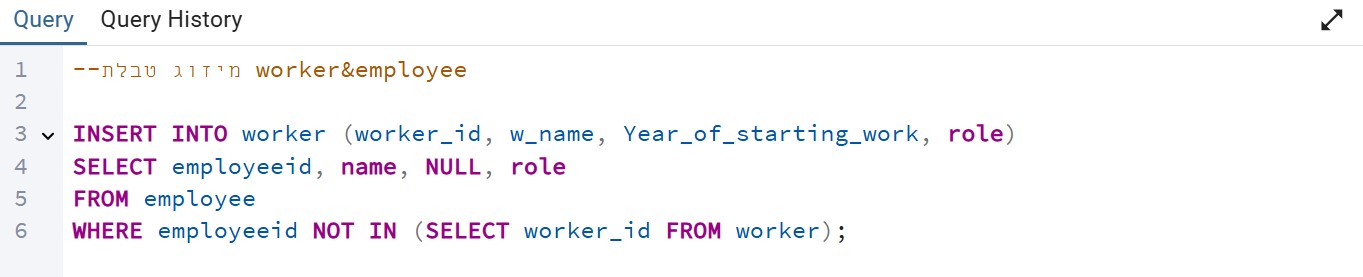 Query Query History
1 --מיזוג טבלת worker&employee
2
3 INSERT INTO worker (worker_id, w_name, Year_of_starting_work, role)
4 SELECT employeeid, name, NULL, role
5 FROM employee
6 WHERE employeeid NOT IN (SELECT worker_id FROM worker);